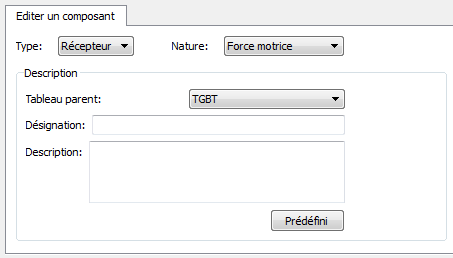 Editer un composant
Type: Récepteur Nature: Force motrice
Description
Tableau parent: TGBT
Désignation:
Description:
Prédéfini